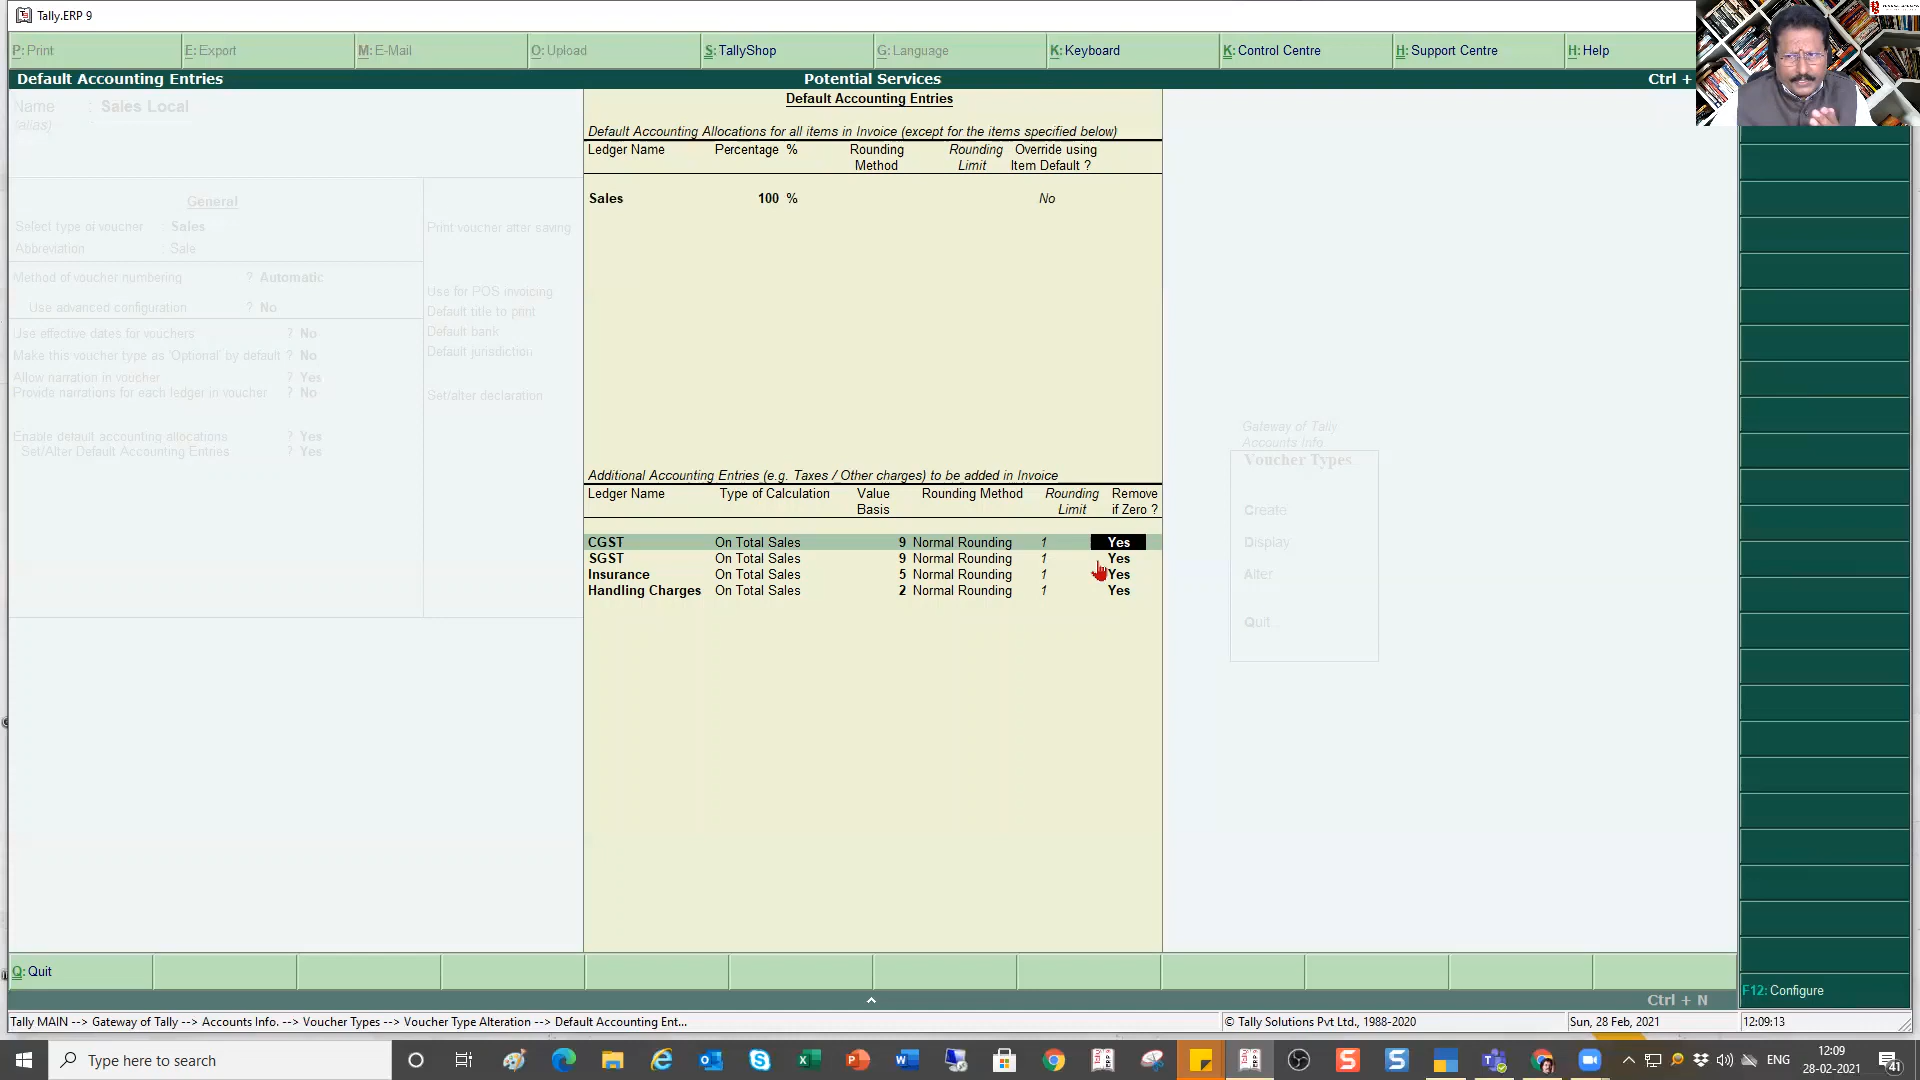 Tally.ERP 9
P: Print E: Export M: E-Mail O: Upload S: TallyShop G: Language K: Keyboard K: Control Centre H: Support Centre H: Help
Default Accounting Entries Potential Services Ctrl +
Name : Sales Local
(alias) :
General
Select type of voucher : Sales
Abbreviation : Sale
Method of voucher numbering ? Automatic
Use advanced configuration ? No
Use effective dates for vouchers ? No
Make this voucher type as 'Optional' by default ? No
Allow narration in voucher ? Yes
Provide narrations for each ledger in voucher ? No
Enable default accounting allocations ? Yes
Set/Alter Default Accounting Entries ? Yes
Print voucher after saving
Use for POS invoicing
Default title to print
Default bank
Default jurisdiction
Set/alter declaration
Default Accounting Entries
Default Accounting Allocations for all items in Invoice (except for the items specified below)
Ledger Name Percentage % Rounding Rounding Override using
Method Limit Item Default ?
Sales 100 % No
Additional Accounting Entries (e.g. Taxes / Other charges) to be added in Invoice
Ledger Name Type of Calculation Value Rounding Method Rounding Remove
Basis Limit if Zero ?
CGST On Total Sales 9 Normal Rounding 1 Yes
SGST On Total Sales 9 Normal Rounding 1 Yes
Insurance On Total Sales 5 Normal Rounding 1 Yes
Handling Charges On Total Sales 2 Normal Rounding 1 Yes
Gateway of Tally
Accounts Info
Voucher Types
Create
Display
Alter
Quit
Q: Quit
F12: Configure
Ctrl + N
Tally MAIN --> Gateway of Tally --> Accounts Info. --> Voucher Types --> Voucher Type Alteration --> Default Accounting Ent... © Tally Solutions Pvt Ltd., 1988-2020 Sun, 28 Feb, 2021 12:09:13
Type here to search
ENG
12:09
28-02-2021
41